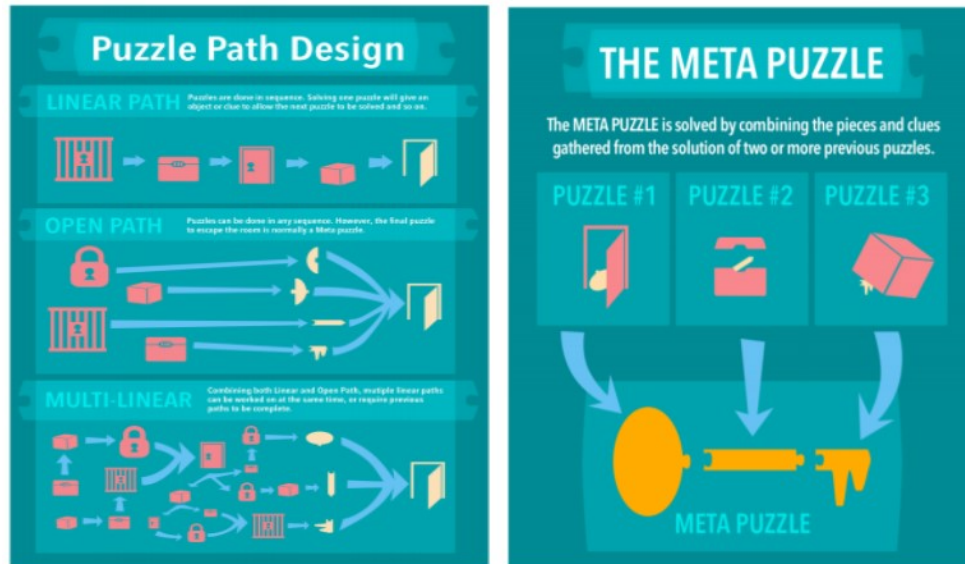 Puzzle Path Design
LINEAR PATH
Puzzles are done in sequence. Solving one puzzle will give an
object or clue to allow the next puzzle to be solved and so on.
OPEN PATH
Puzzles can be done in any sequence. However, the final puzzle
to escape the room is normally a Meta puzzle.
MULTI-LINEAR
Combining both Linear and Open Path, mutiple linear paths
can be worked on at the same time, or require previous
paths to be complete.
THE META PUZZLE
The META PUZZLE is solved by combining the pieces and clues
gathered from the solution of two or more previous puzzles.
PUZZLE #1
PUZZLE #2
PUZZLE #3
META PUZZLE